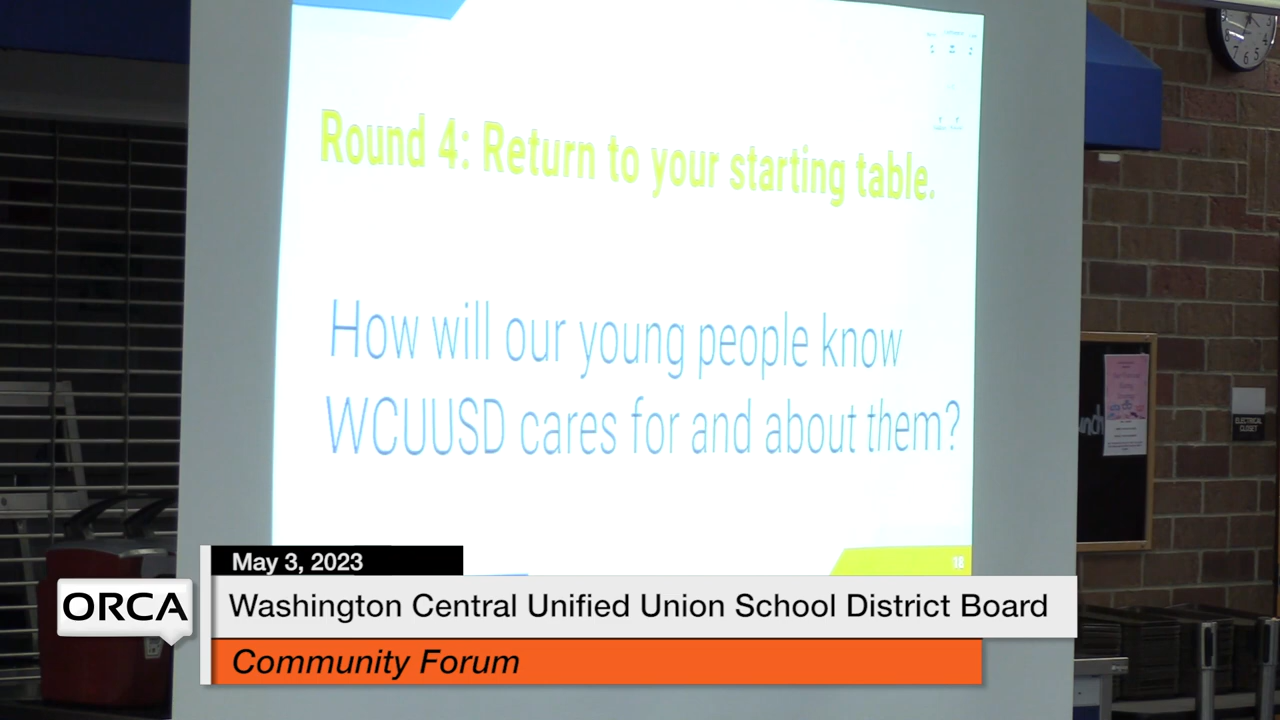 Round 4: Return to your starting table.
How will our young people know
WCUUSD cares for and about them?
18
ELECTRICAL
CLOSET
May 3, 2023
ORCA
Washington Central Unified Union School District Board
Community Forum